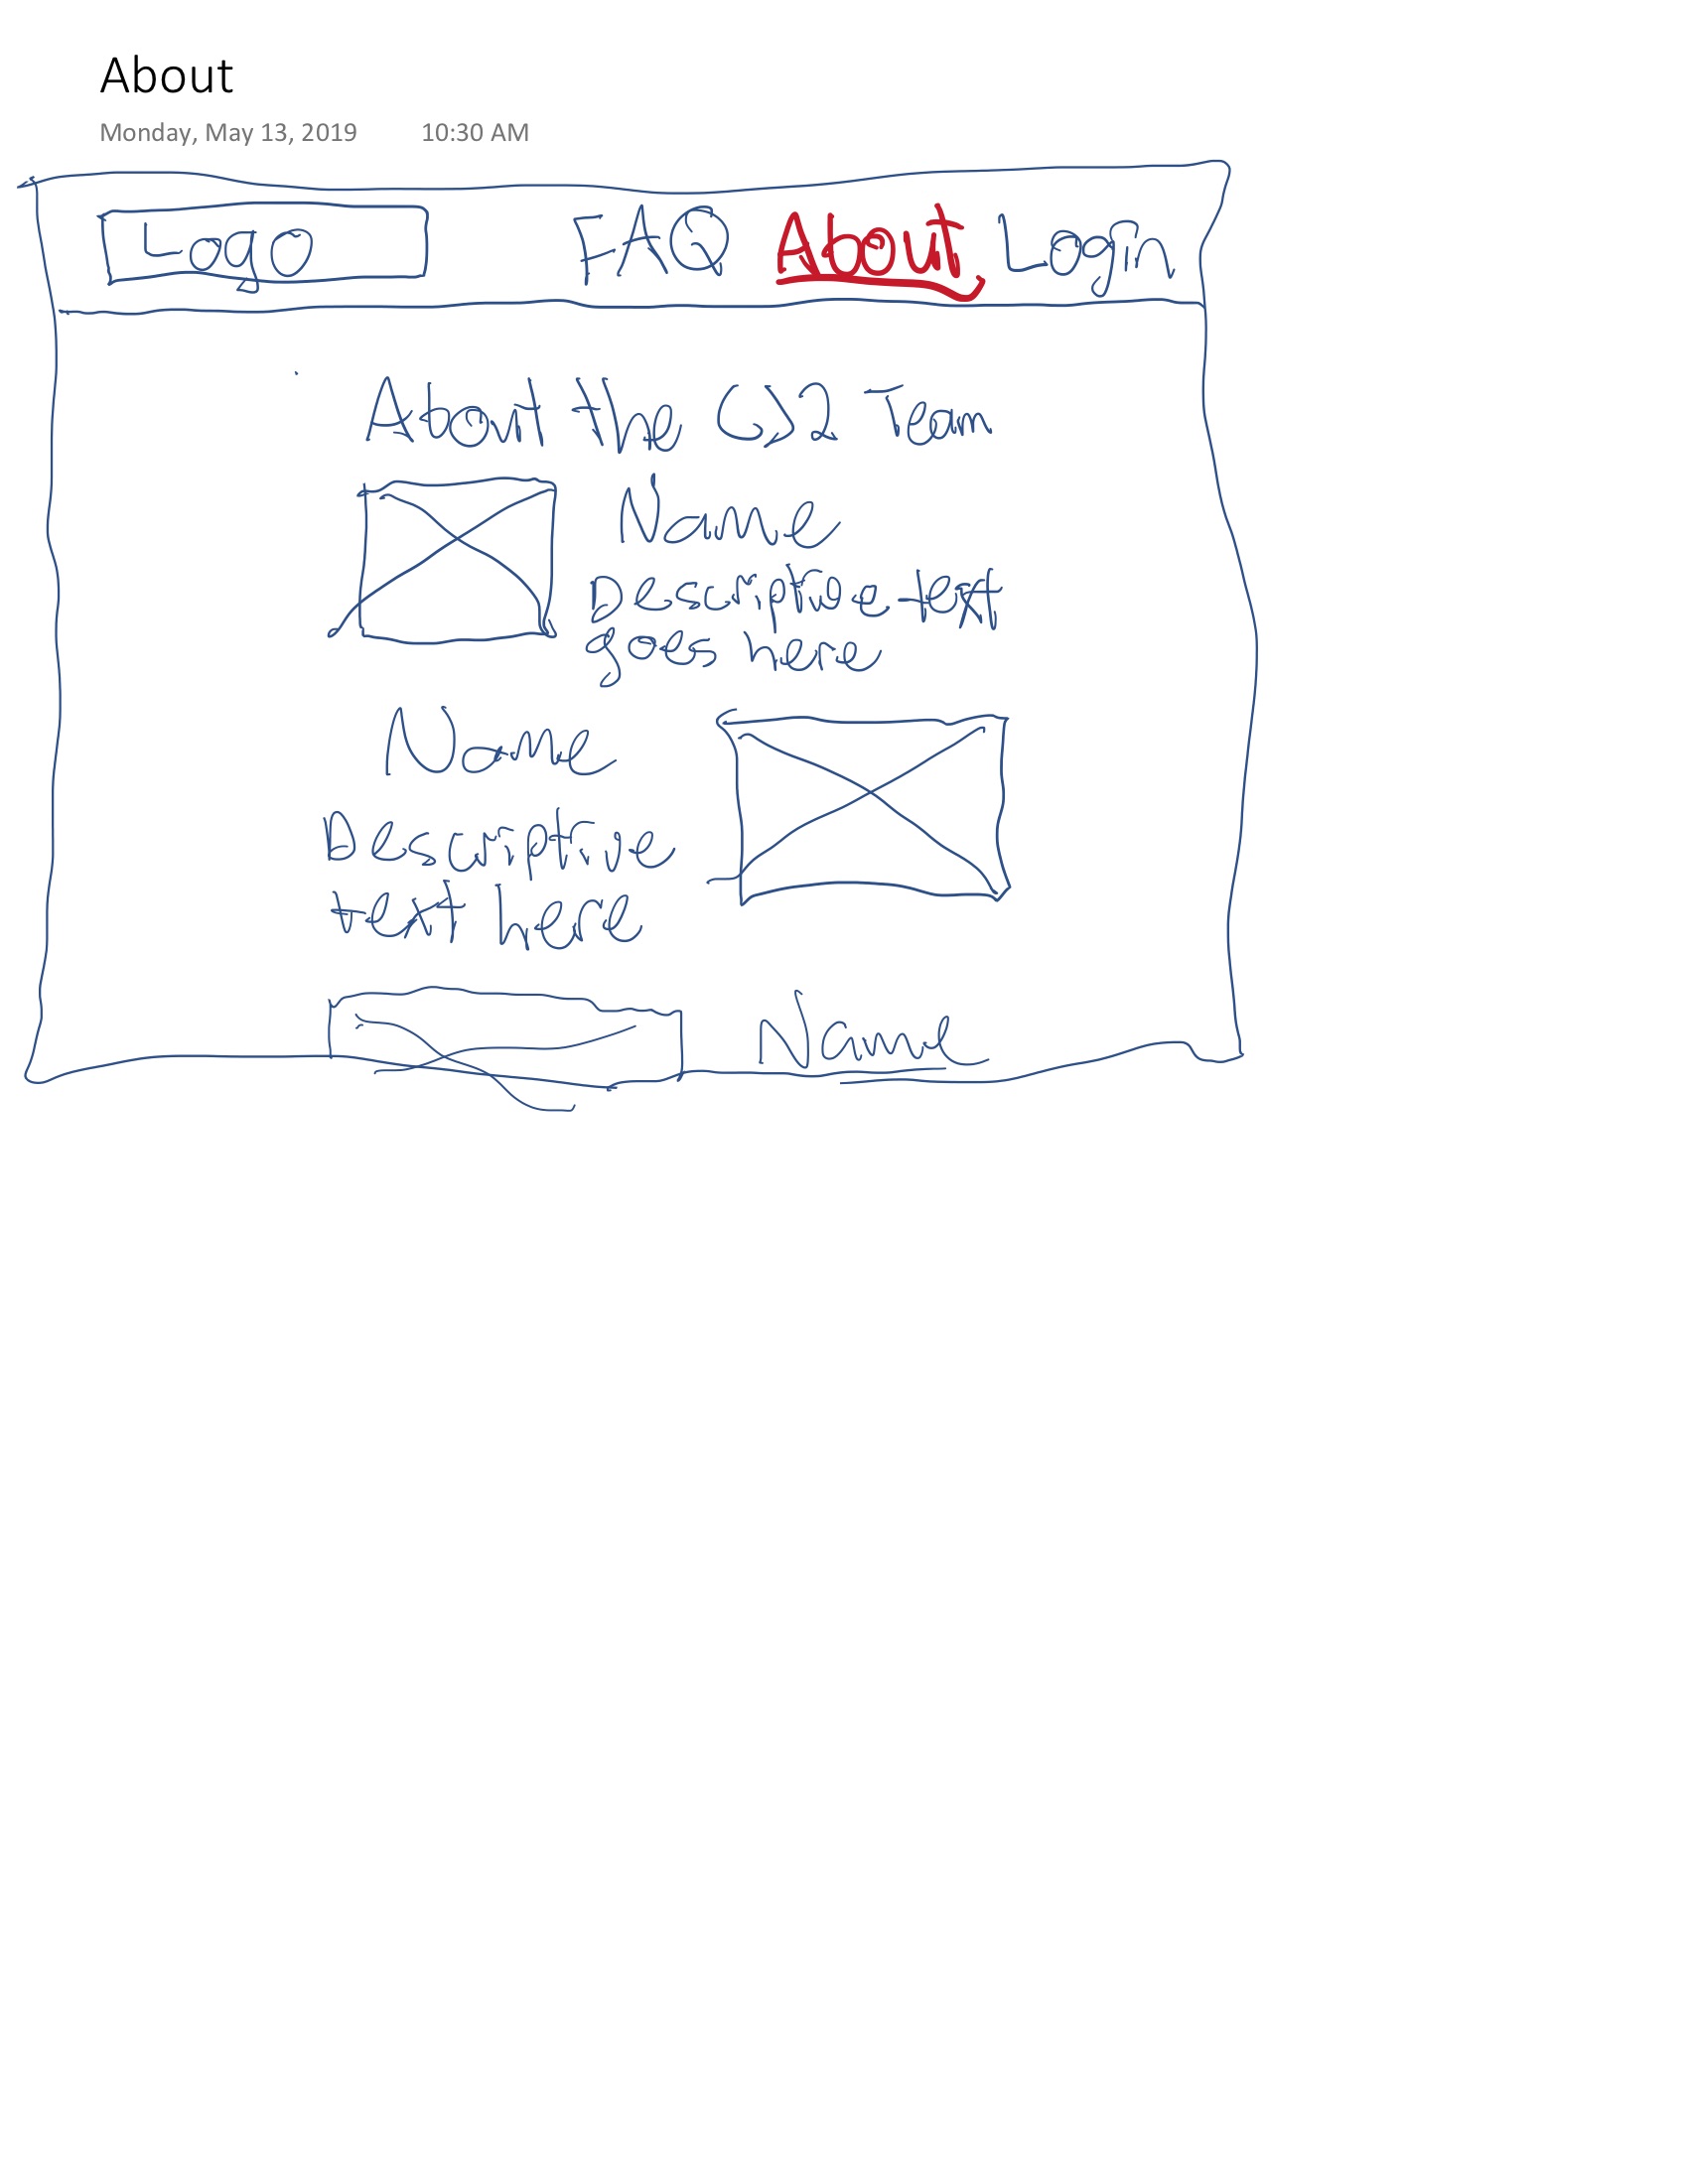 About
Monday, May 13, 2019 10:30 AM
Logo FAQ About Login
About the Team
Name
Descriptive text
goes here
Name
Descriptive
text here
Name